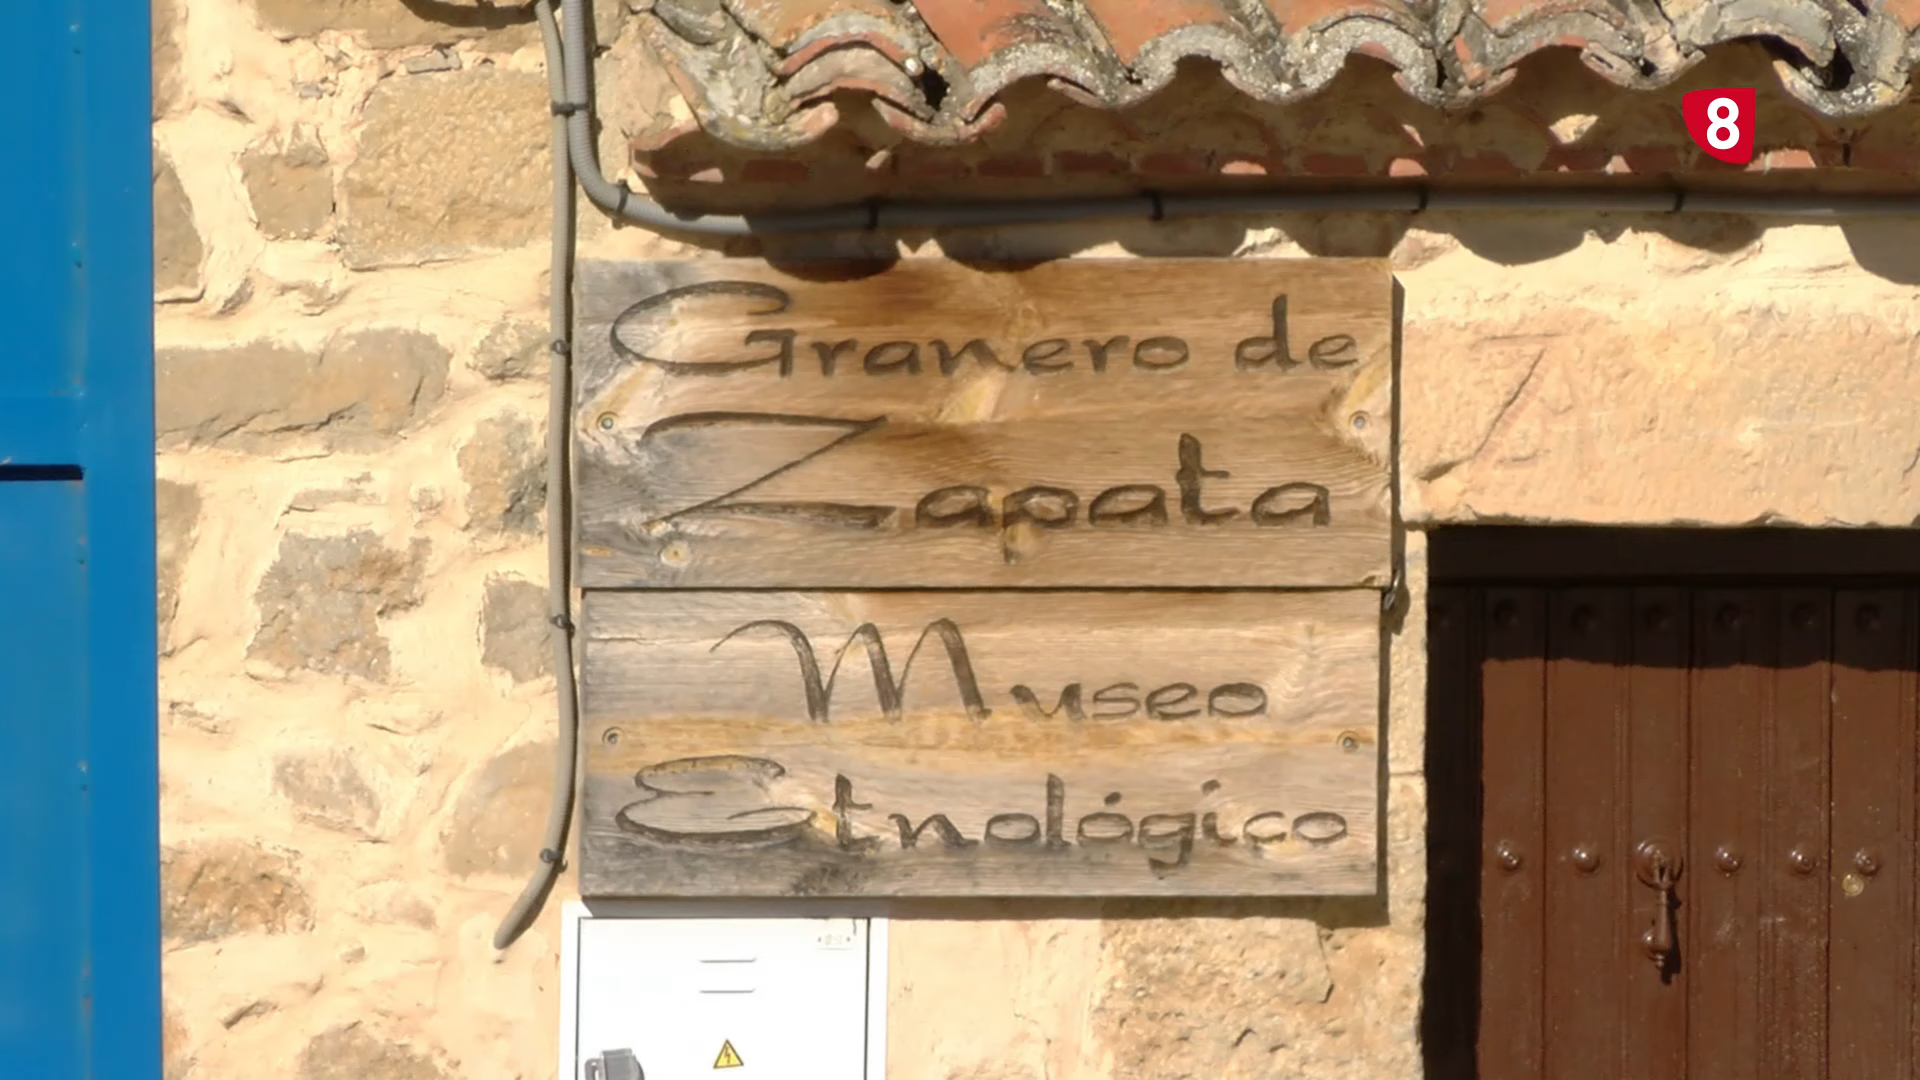 8
Granero de
Zapata
Museo
Etnológico